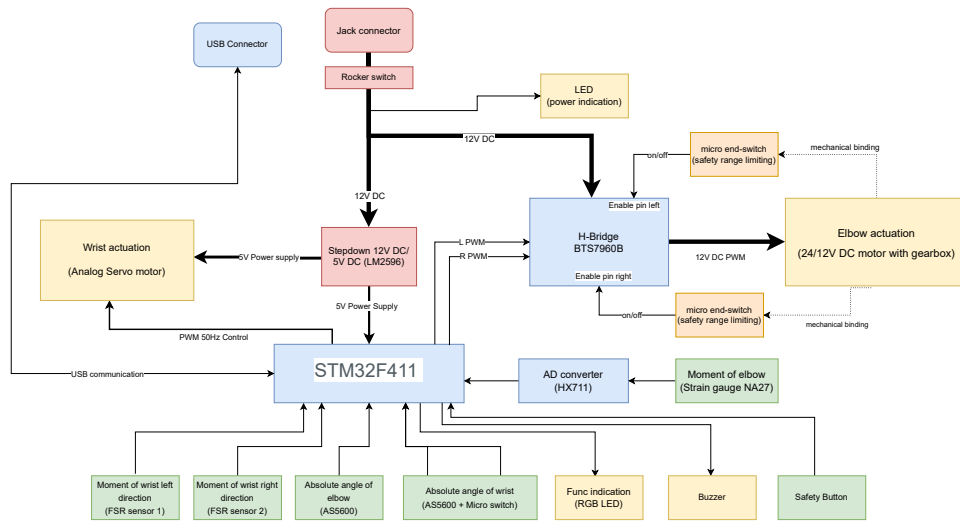 Jack connector
USB Connector
Rocker switch
LED
(power indication)
12V DC
micro end-switch
(safety range limiting)
mechanical binding
on/off
12V DC
Enable pin left
Wrist actuation
(Analog Servo motor)
5V Power supply
Stepdown 12V DC/
5V DC (LM2596)
L PWM
R PWM
H-Bridge
BTS7960B
12V DC PWM
Elbow actuation
(24/12V DC motor with gearbox)
Enable pin right
5V Power Supply
on/off
micro end-switch
(safety range limiting)
mechanical binding
PWM 50Hz Control
STM32F411
USB communication
AD converter
(HX711)
Moment of elbow
(Strain gauge NA27)
Moment of wrist left
direction
(FSR sensor 1)
Moment of wrist right
direction
(FSR sensor 2)
Absolute angle of
elbow
(AS5600)
Absolute angle of wrist
(AS5600 + Micro switch)
Func indication
(RGB LED)
Buzzer
Safety Button